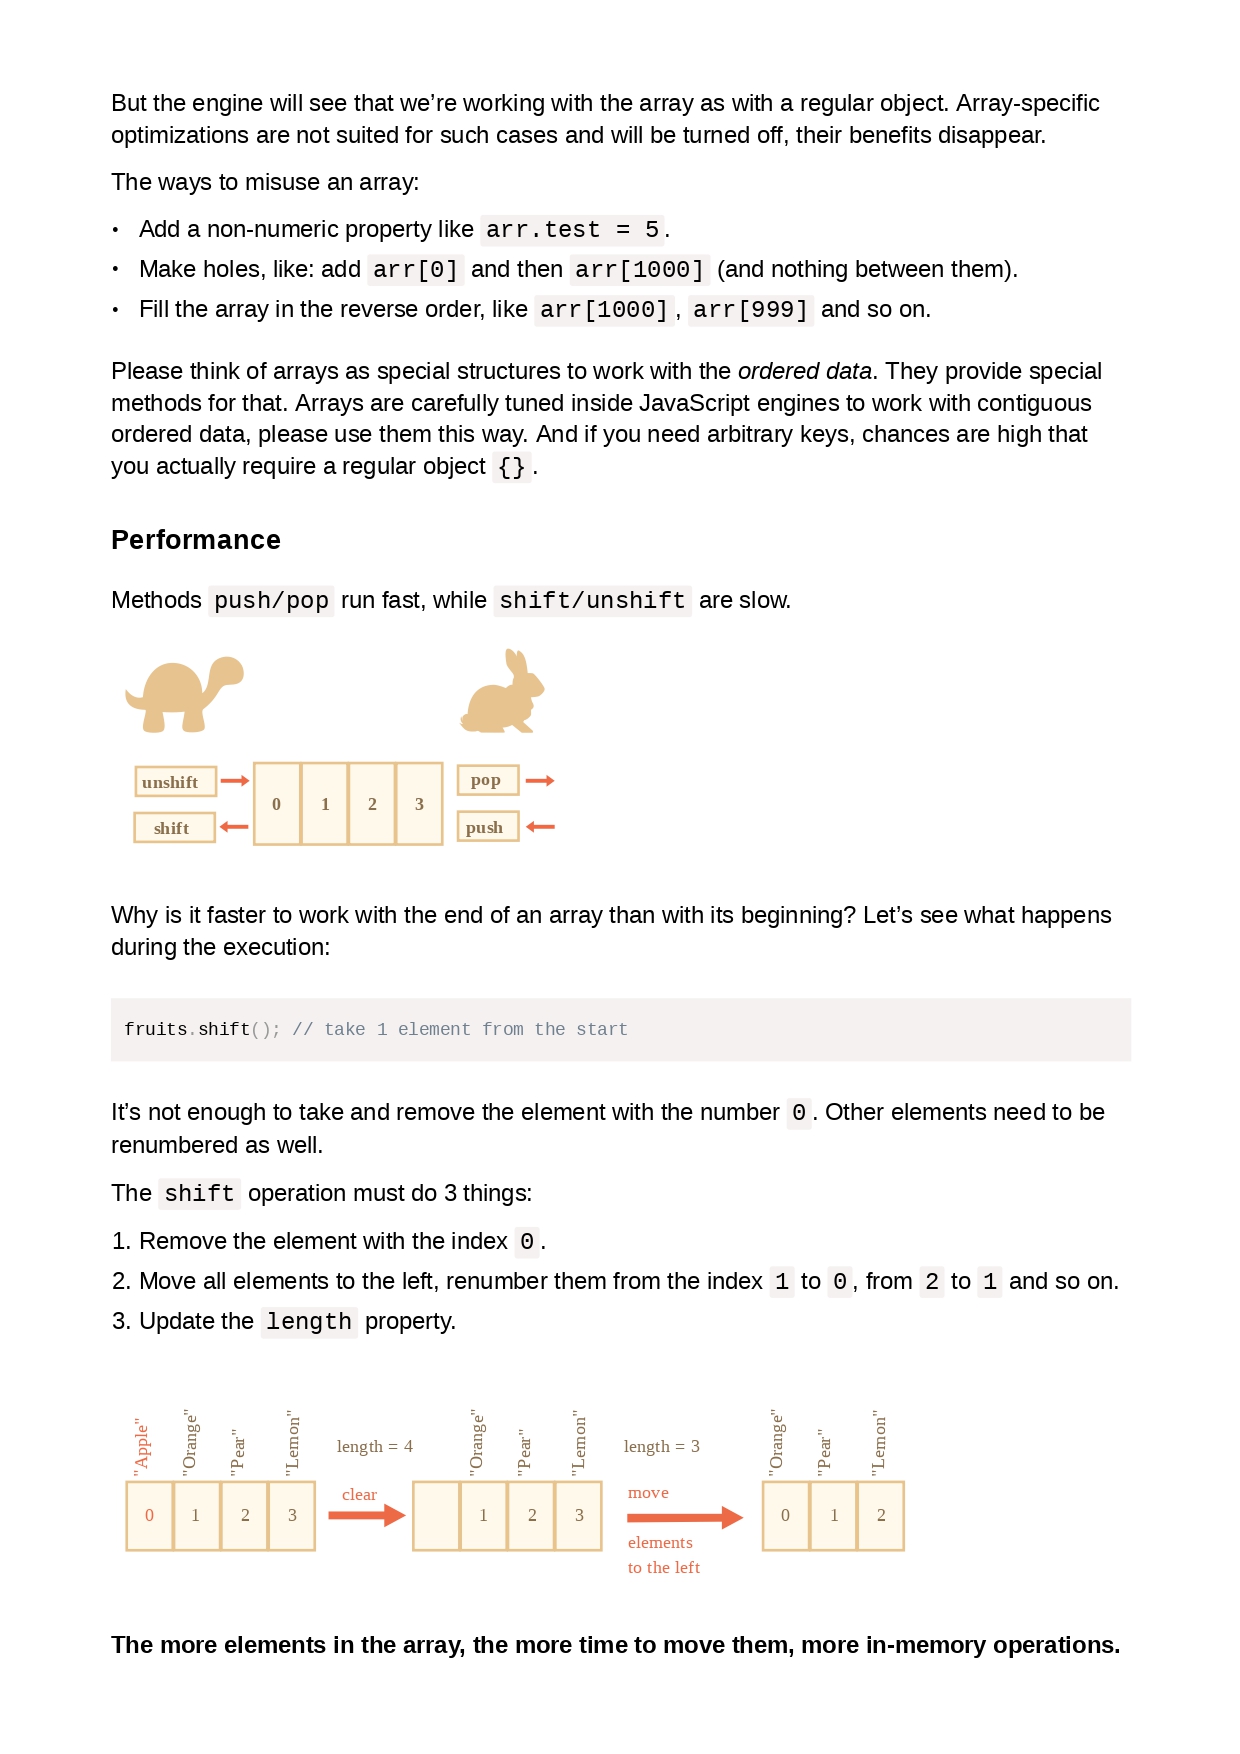 But the engine will see that we’re working with the array as with a regular object. Array-specific
optimizations are not suited for such cases and will be turned off, their benefits disappear.
The ways to misuse an array:
• Add a non-numeric property like arr.test = 5.
• Make holes, like: add arr[0] and then arr[1000] (and nothing between them).
• Fill the array in the reverse order, like arr[1000], arr[999] and so on.
Please think of arrays as special structures to work with the ordered data. They provide special
methods for that. Arrays are carefully tuned inside JavaScript engines to work with contiguous
ordered data, please use them this way. And if you need arbitrary keys, chances are high that
you actually require a regular object {}.
Performance
Methods push/pop run fast, while shift/unshift are slow.
unshift
shift
0 1 2 3
pop
push
Why is it faster to work with the end of an array than with its beginning? Let’s see what happens
during the execution:
fruits.shift(); // take 1 element from the start
It’s not enough to take and remove the element with the number 0. Other elements need to be
renumbered as well.
The shift operation must do 3 things:
1. Remove the element with the index 0.
2. Move all elements to the left, renumber them from the index 1 to 0, from 2 to 1 and so on.
3. Update the length property.
"Apple"
"Orange"
"Pear"
"Lemon"
0 1 2 3
length = 4
clear
"Orange"
"Pear"
"Lemon"
1 2 3
length = 3
move
elements
to the left
"Orange"
"Pear"
"Lemon"
0 1 2
The more elements in the array, the more time to move them, more in-memory operations.